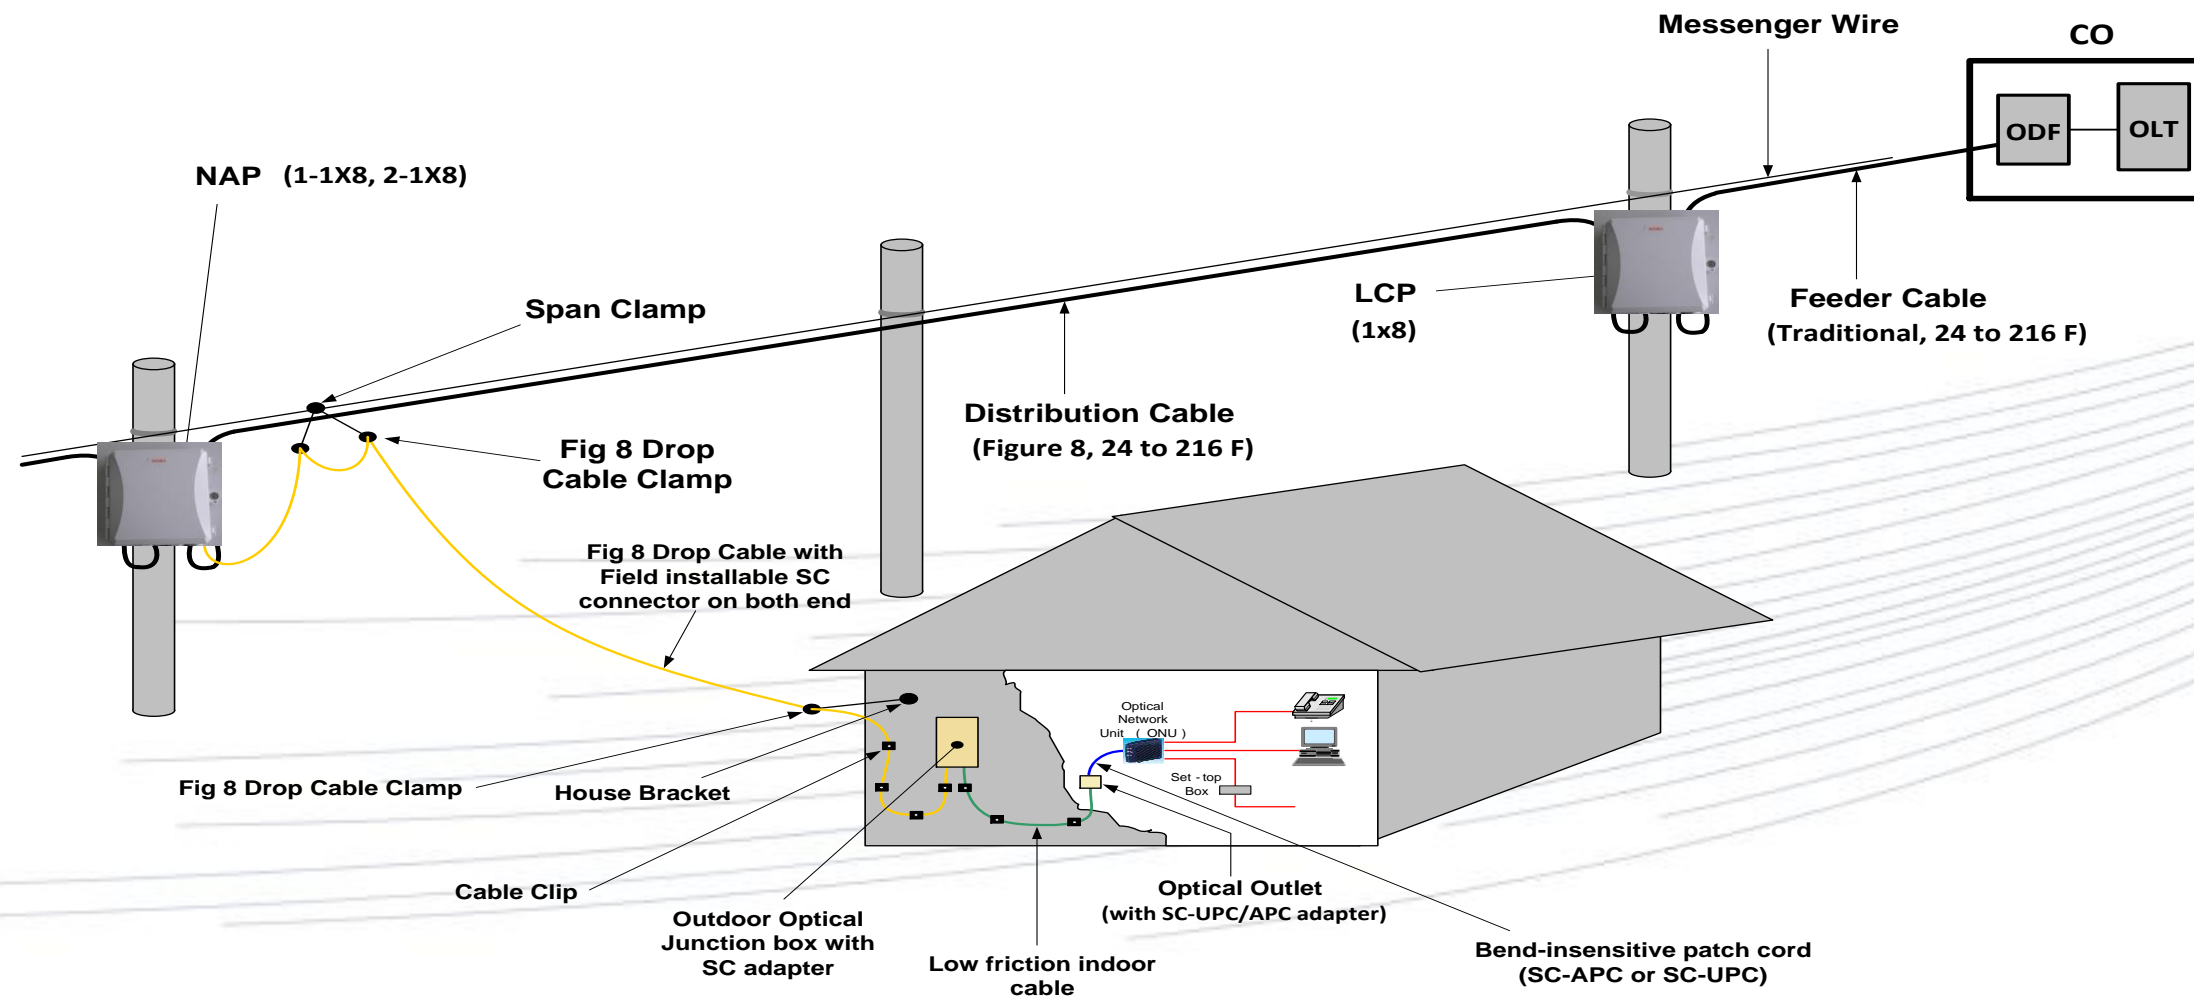 Messenger Wire
CO
ODF
OLT
NAP (1-1X8, 2-1X8)
Span Clamp
LCP
(1x8)
Feeder Cable
(Traditional, 24 to 216 F)
Distribution Cable
(Figure 8, 24 to 216 F)
Fig 8 Drop
Cable Clamp
Fig 8 Drop Cable with
Field installable SC
connector on both end
Optical
Network
Unit ( ONU )
Set - top
Box
Fig 8 Drop Cable Clamp
House Bracket
Cable Clip
Outdoor Optical
Junction box with
SC adapter
Low friction indoor
cable
Optical Outlet
(with SC-UPC/APC adapter)
Bend-insensitive patch cord
(SC-APC or SC-UPC)